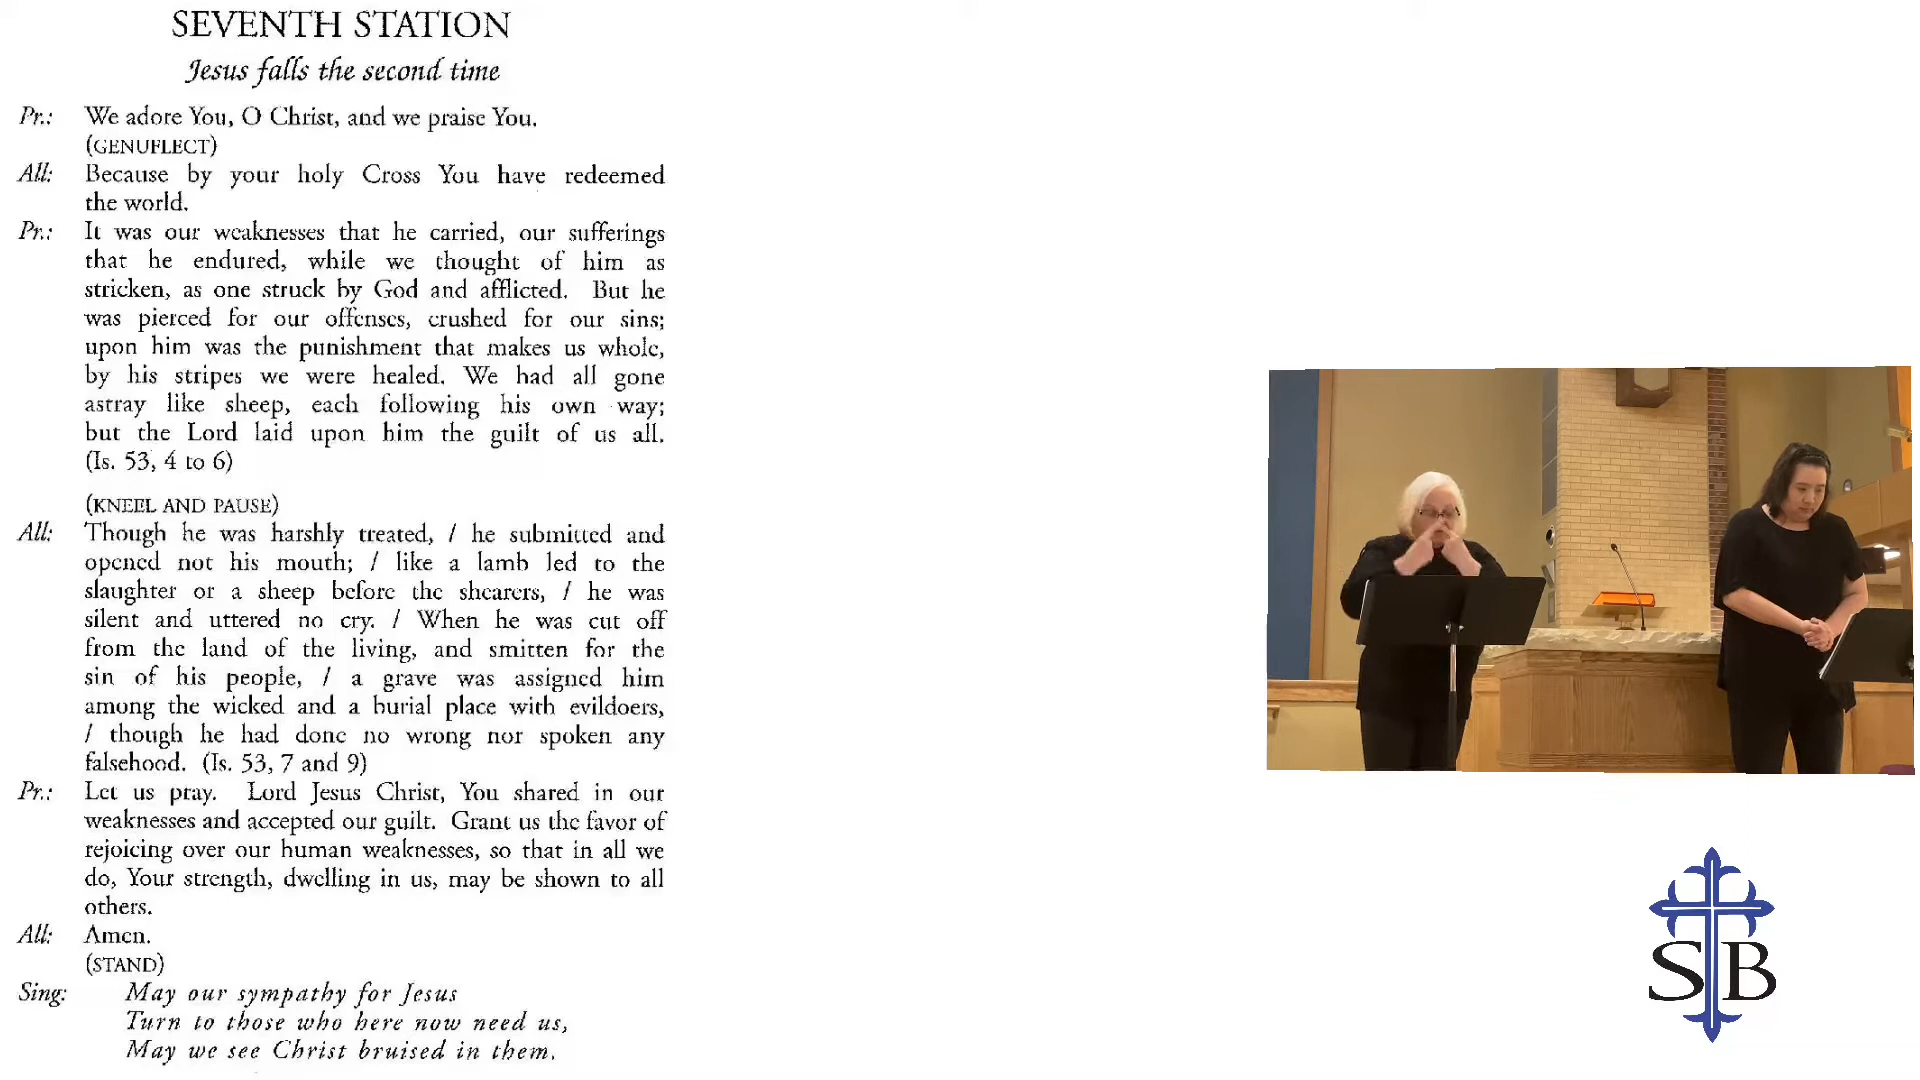 SEVENTH STATION
Jesus falls the second time
Pr.: We adore You, O Christ, and we praise You.
(GENUFLECT)
All: Because by your holy Cross You have redeemed
the world.
Pr.: It was our weaknesses that he carried, our sufferings
that he endured, while we thought of him as
stricken, as one struck by God and afflicted. But he
was pierced for our offenses, crushed for our sins;
upon him was the punishment that makes us whole,
by his stripes we were healed. We had all gone
astray like sheep, each following his own way;
but the Lord laid upon him the guilt of us all.
(Is. 53, 4 to 6)
(KNEEL AND PAUSE)
All: Though he was harshly treated, / he submitted and
opened not his mouth; / like a lamb led to the
slaughter or a sheep before the shearers, / he was
silent and uttered no cry. / When he was cut off
from the land of the living, and smitten for the
sin of his people, / a grave was assigned him
among the wicked and a burial place with evildoers,
/ though he had done no wrong nor spoken any
falsehood. (Is. 53, 7 and 9)
Pr.: Let us pray. Lord Jesus Christ, You shared in our
weaknesses and accepted our guilt. Grant us the favor of
rejoicing over our human weaknesses, so that in all we
do, Your strength, dwelling in us, may be shown to all
others.
All: Amen.
(STAND)
Sing: May our sympathy for Jesus
Turn to those who here now need us,
May we see Christ bruised in them.
SB